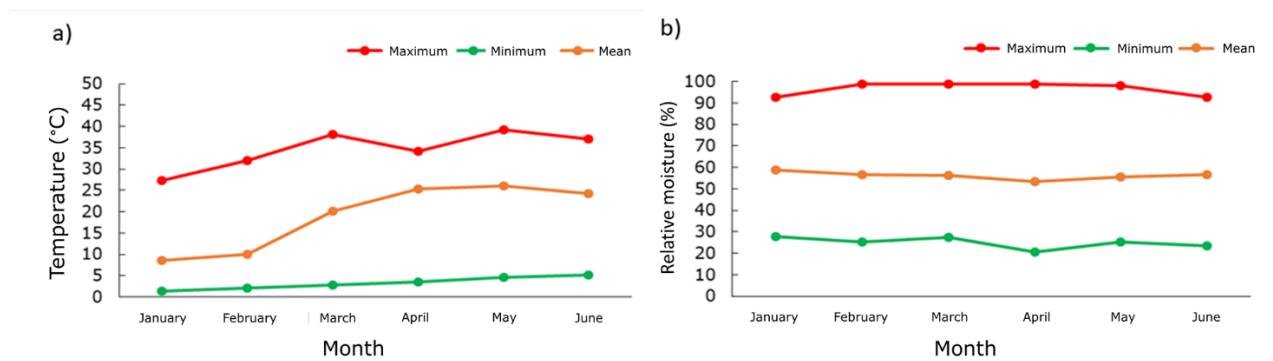 a)
Maximum Minimum Mean
Temperature (°C)
50
45
40
35
30
25
20
15
10
5
0
January February March April May June
Month
b)
Maximum Minimum Mean
Relative moisture (%)
100
90
80
70
60
50
40
30
20
10
0
January February March April May June
Month